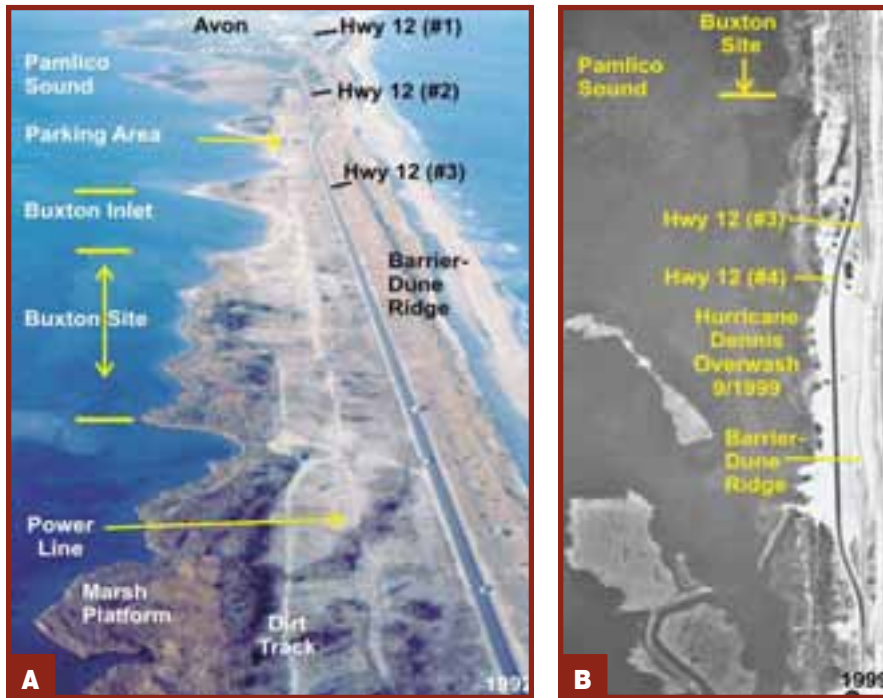 Avon
Hwy 12 (#1)
Pamlico
Sound
Hwy 12 (#2)
Parking Area
Hwy 12 (#3)
Buxton Inlet
Barrier-
Dune
Ridge
Buxton Site
Power
Line
Marsh
Platform
Dirt
Track
A
1992
Buxton
Site
Pamlico
Sound
Hwy 12 (#3)
Hwy 12 (#4)
Hurricane
Dennis
Overwash
9/1999
Barrier-
Dune
Ridge
B
1999